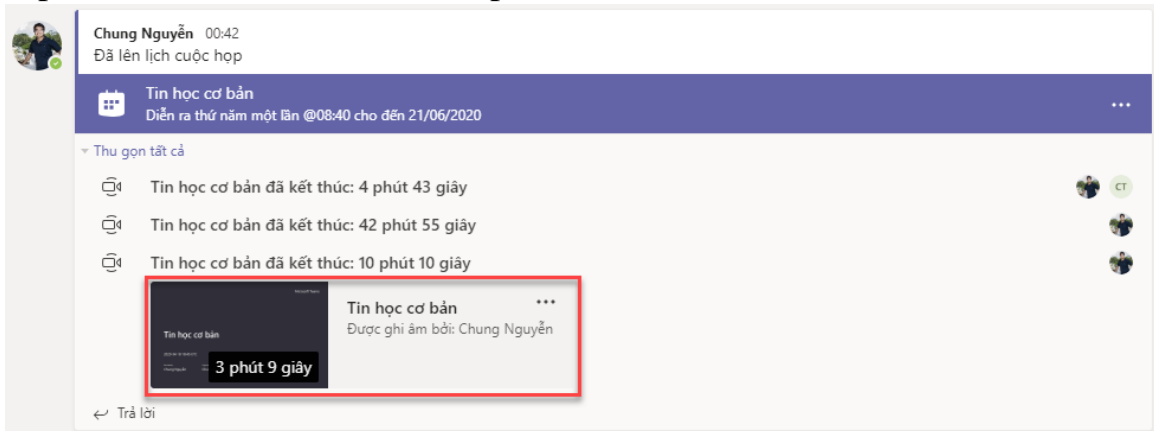 Chung Nguyễn 00:42
Đã lên lịch cuộc họp
Tin học cơ bản
Diễn ra thứ năm một lần @08:40 cho đến 21/06/2020
Thu gọn tất cả
Tin học cơ bản đã kết thúc: 4 phút 43 giây
CT
Tin học cơ bản đã kết thúc: 42 phút 55 giây
Tin học cơ bản đã kết thúc: 10 phút 10 giây
Microsoft Teams
Tin học cơ bản
3 phút 9 giây
Tin học cơ bản
Được ghi âm bởi: Chung Nguyễn
Trả lời